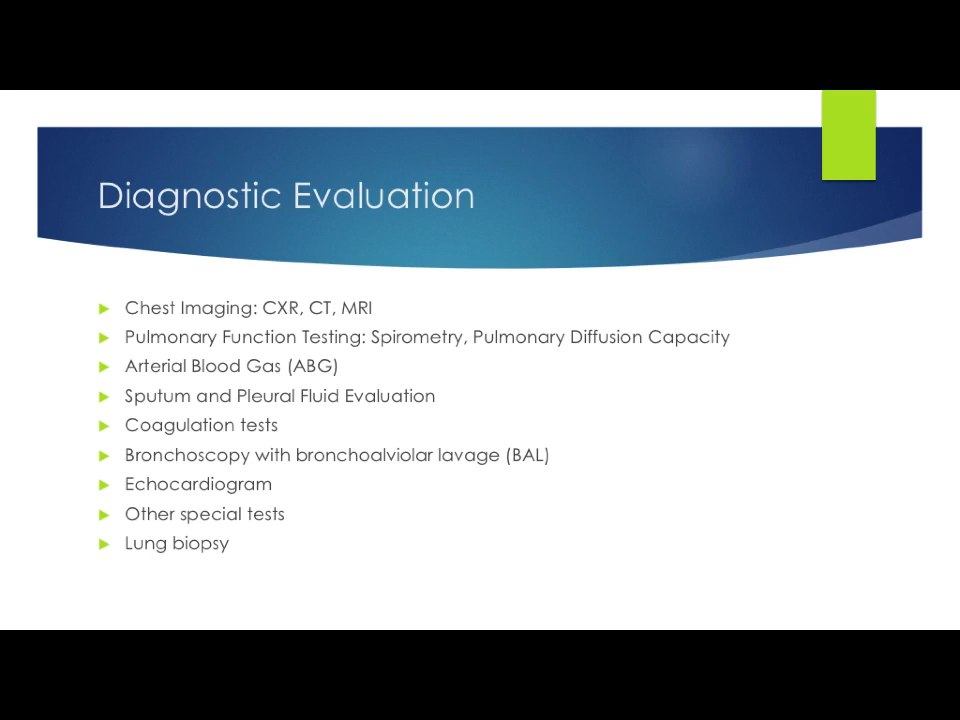 Diagnostic Evaluation
Chest Imaging: CXR, CT, MRI
Pulmonary Function Testing: Spirometry, Pulmonary Diffusion Capacity
Arterial Blood Gas (ABG)
Sputum and Pleural Fluid Evaluation
Coagulation tests
Bronchoscopy with bronchoalviolar lavage (BAL)
Echocardiogram
Other special tests
Lung biopsy